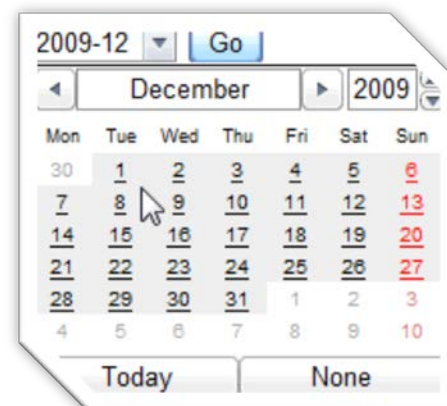 2009-12 Go
December 2009
Mon Tue Wed Thu Fri Sat Sun
30 1 2 3 4 5 6
7 8 9 10 11 12 13
14 15 16 17 18 19 20
21 22 23 24 25 26 27
28 29 30 31 1 2 3
4 5 6 7 8 9 10
Today None